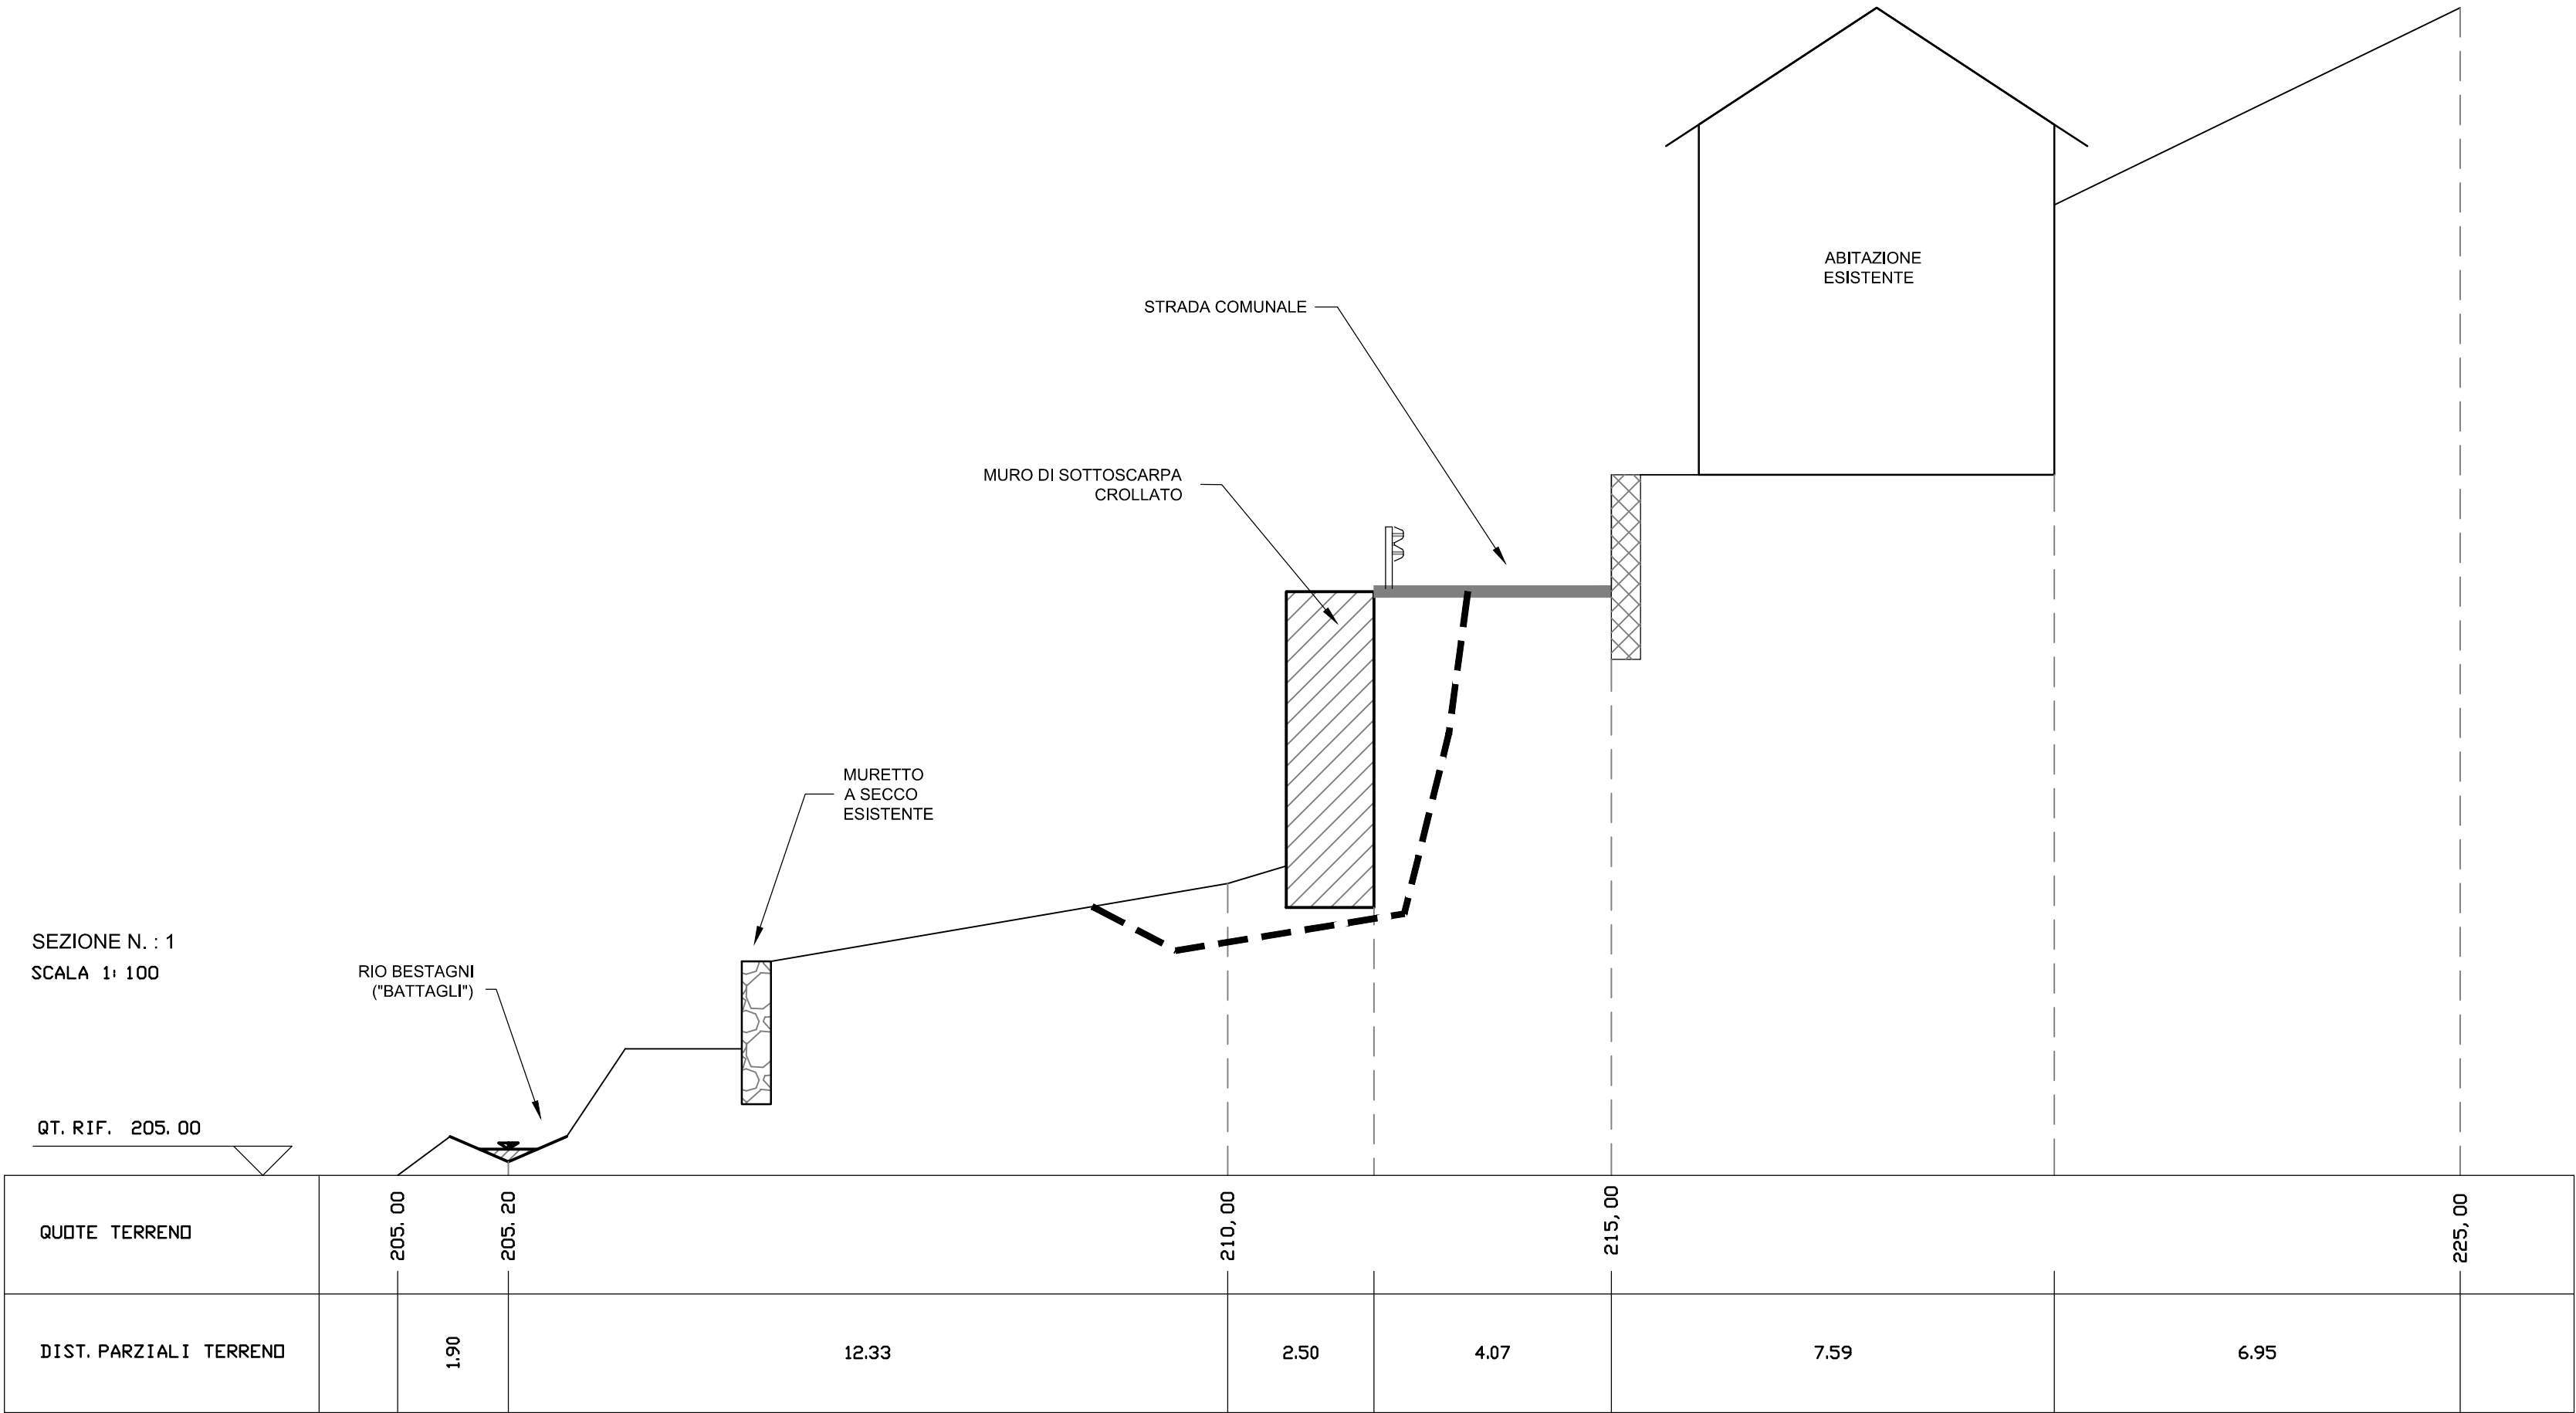 ABITAZIONE
ESISTENTE
STRADA COMUNALE
MURO DI SOTTOSCARPA
CROLLATO
MURETTO
A SECCO
ESISTENTE
SEZIONE N. : 1
SCALA 1: 100
RIO BESTAGNI
("BATTAGLI")
QT. RIF. 205. 00
QUOTE TERRENO
205. 00
205. 20
210, 00
215, 00
225, 00
DIST. PARZIALI TERRENO
1.90
12.33
2.50
4.07
7.59
6.95